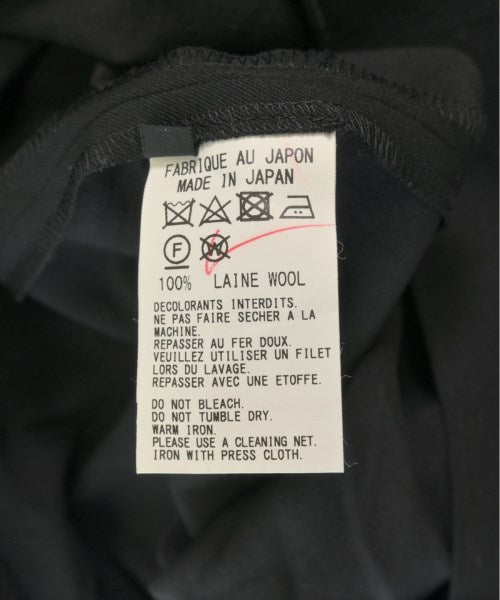 FABRIQUE AU JAPON
MADE IN JAPAN
F W
100% LAINE WOOL
DECOLORANTS INTERDITS.
NE PAS FAIRE SECHER A LA
MACHINE.
REPASSER AU FER DOUX.
VEUILLEZ UTILISER UN FILET
LORS DU LAVAGE.
REPASSER AVEC UNE ETOFFE.
DO NOT BLEACH.
DO NOT TUMBLE DRY.
WARM IRON.
PLEASE USE A CLEANING NET.
IRON WITH PRESS CLOTH.